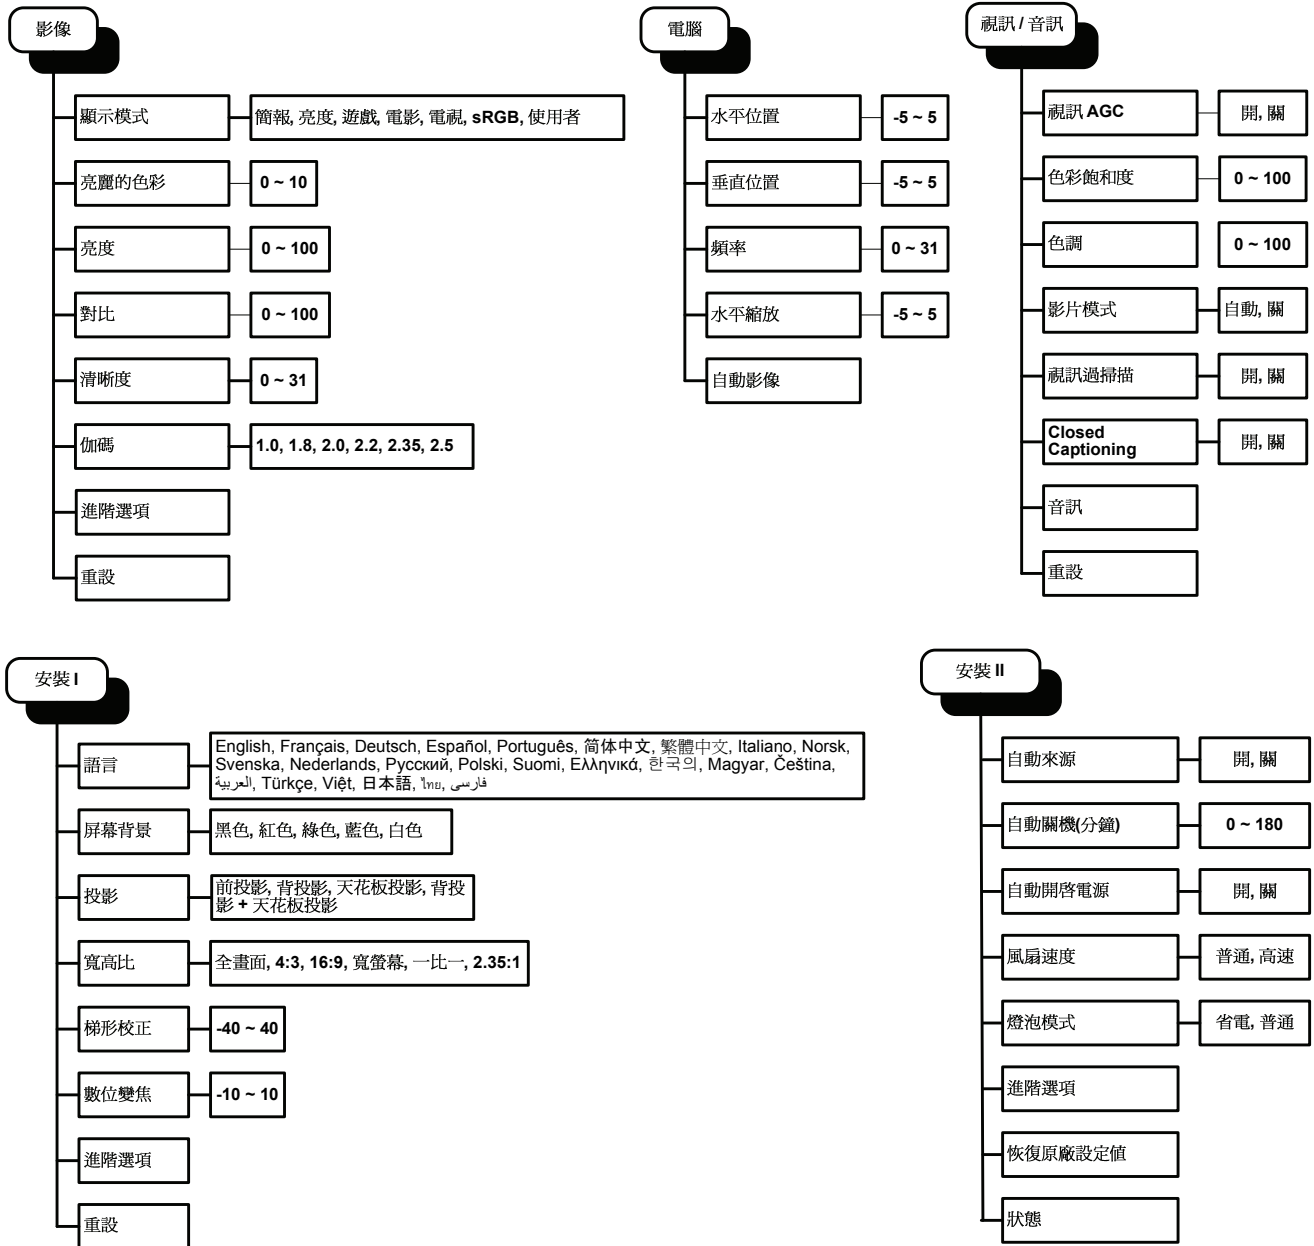 影像
顯示模式
簡報, 亮度, 遊戲, 電影, 電視, sRGB, 使用者
亮麗的色彩
0 ~ 10
亮度
0 ~ 100
對比
0 ~ 100
清晰度
0 ~ 31
伽碼
1.0, 1.8, 2.0, 2.2, 2.35, 2.5
進階選項
重設
電腦
水平位置
-5 ~ 5
垂直位置
-5 ~ 5
頻率
0 ~ 31
水平縮放
-5 ~ 5
自動影像
視訊 / 音訊
視訊 AGC
開, 關
色彩飽和度
0 ~ 100
色調
0 ~ 100
影片模式
自動, 關
視訊過掃描
開, 關
Closed
Captioning
開, 關
音訊
重設
安裝 I
語言
English, Français, Deutsch, Español, Português, 简体中文, 繁體中文, Italiano, Norsk,
Svenska, Nederlands, Русский, Polski, Suomi, Ελληνικά, 한국의, Magyar, Čeština,
العربية, Türkçe, Việt, 日本語, ไทย, فارسی
屏幕背景
黑色, 紅色, 綠色, 藍色, 白色
投影
前投影, 背投影, 天花板投影, 背投
影 + 天花板投影
寬高比
全畫面, 4:3, 16:9, 寬螢幕, 一比一, 2.35:1
梯形校正
-40 ~ 40
數位變焦
-10 ~ 10
進階選項
重設
安裝 II
自動來源
開, 關
自動關機(分鐘)
0 ~ 180
自動開啓電源
開, 關
風扇速度
普通, 高速
燈泡模式
省電, 普通
進階選項
恢復原廠設定値
狀態